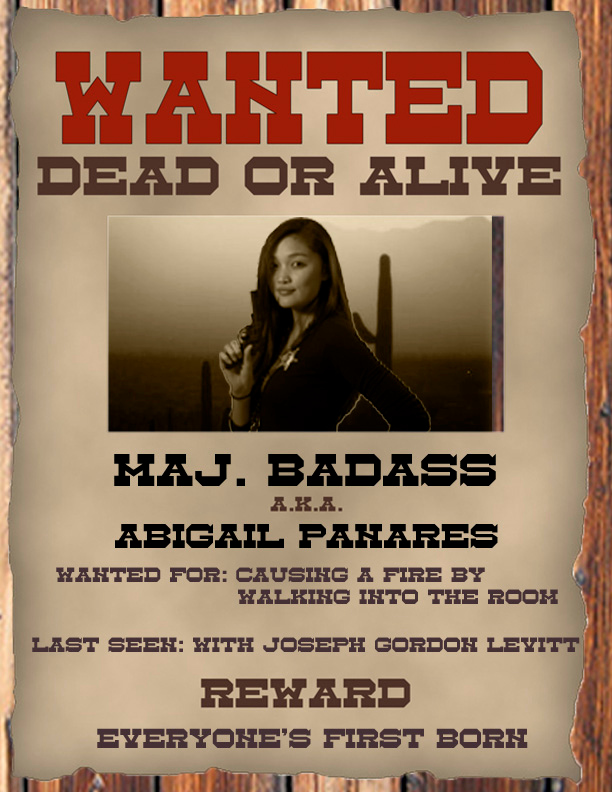 WANTED
DEAD OR ALIVE
MAJ. BADASS
A.K.A.
ABIGAIL PANARES
WANTED FOR: CAUSING A FIRE BY
WALKING INTO THE ROOM
LAST SEEN: WITH JOSEPH GORDON LEVITT
REWARD
EVERYONE'S FIRST BORN